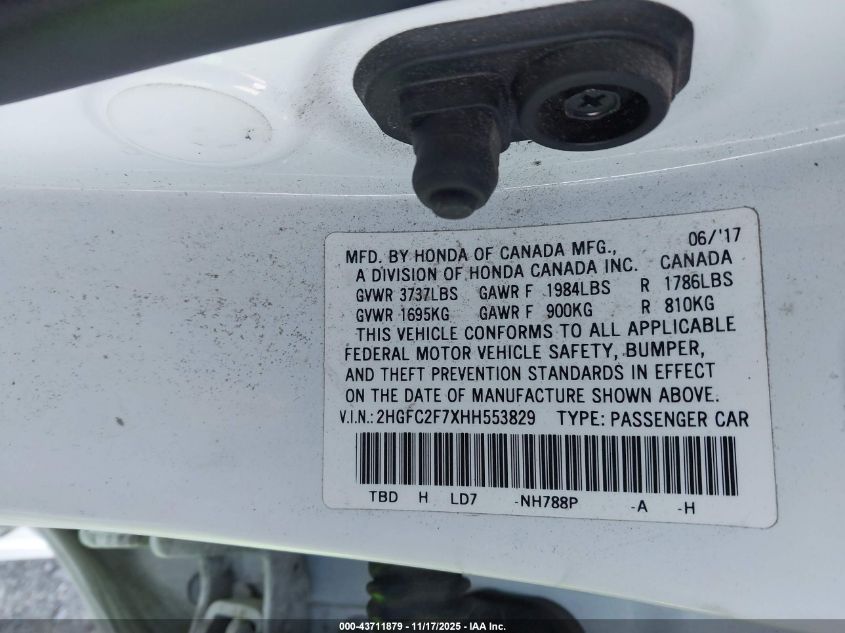 06/'17
MFD. BY HONDA OF CANADA MFG.,
A DIVISION OF HONDA CANADA INC. CANADA
GVWR 3737LBS GAWR F 1984LBS R 1786LBS
GVWR 1695KG GAWR F 900KG R 810KG
THIS VEHICLE CONFORMS TO ALL APPLICABLE
FEDERAL MOTOR VEHICLE SAFETY, BUMPER,
AND THEFT PREVENTION STANDARDS IN EFFECT
ON THE DATE OF MANUFACTURE SHOWN ABOVE.
V.I.N.: 2HGFC2F7XHH553829 TYPE: PASSENGER CAR
TBD H LD7 -NH788P -A -H
000-43711879 - 11/17/2025 - IAA Inc.